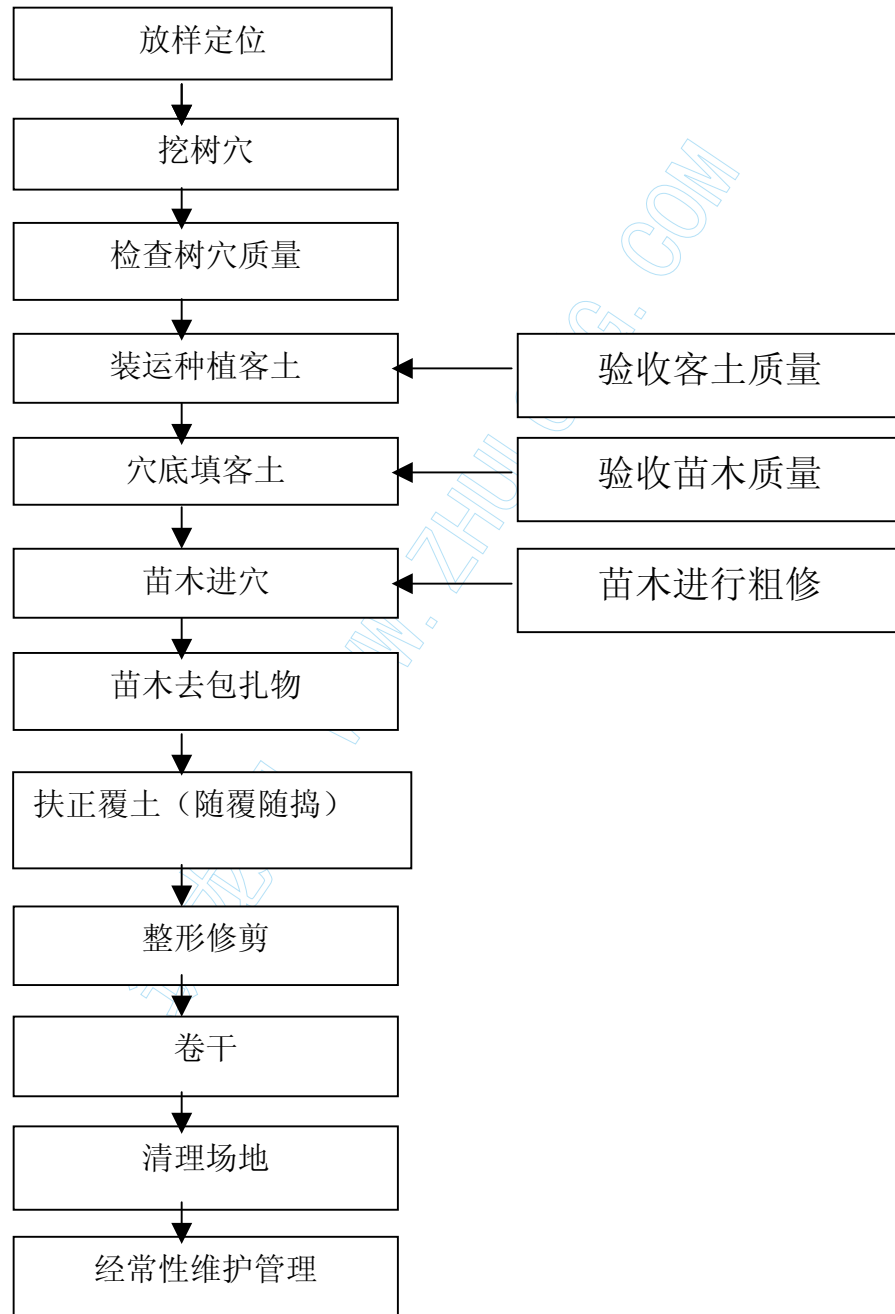 放样定位
挖树穴
检查树穴质量
装运种植客土
验收客土质量
穴底填客土
验收苗木质量
苗木进穴
苗木进行粗修
苗木去包扎物
扶正覆土（随覆随捣）
整形修剪
卷干
清理场地
经常性维护管理